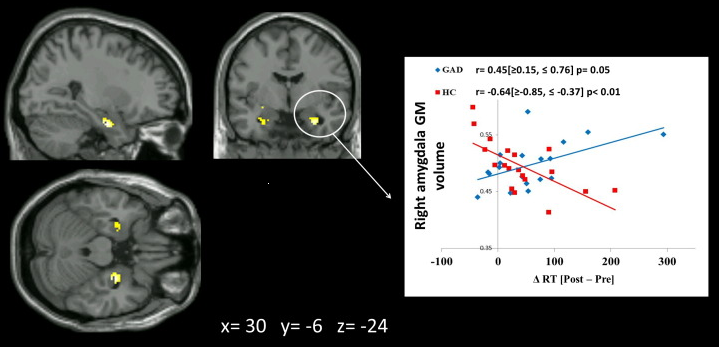 GAD r= 0.45[≥0.15, ≤ 0.76] p= 0.05
HC r= -0.64[≥-0.85, ≤ -0.37] p< 0.01
Right amygdala GM
volume
0.55
0.45
0.35
-100 0 100 200 300
Δ RT [Post – Pre]
x= 30 y= -6 z= -24